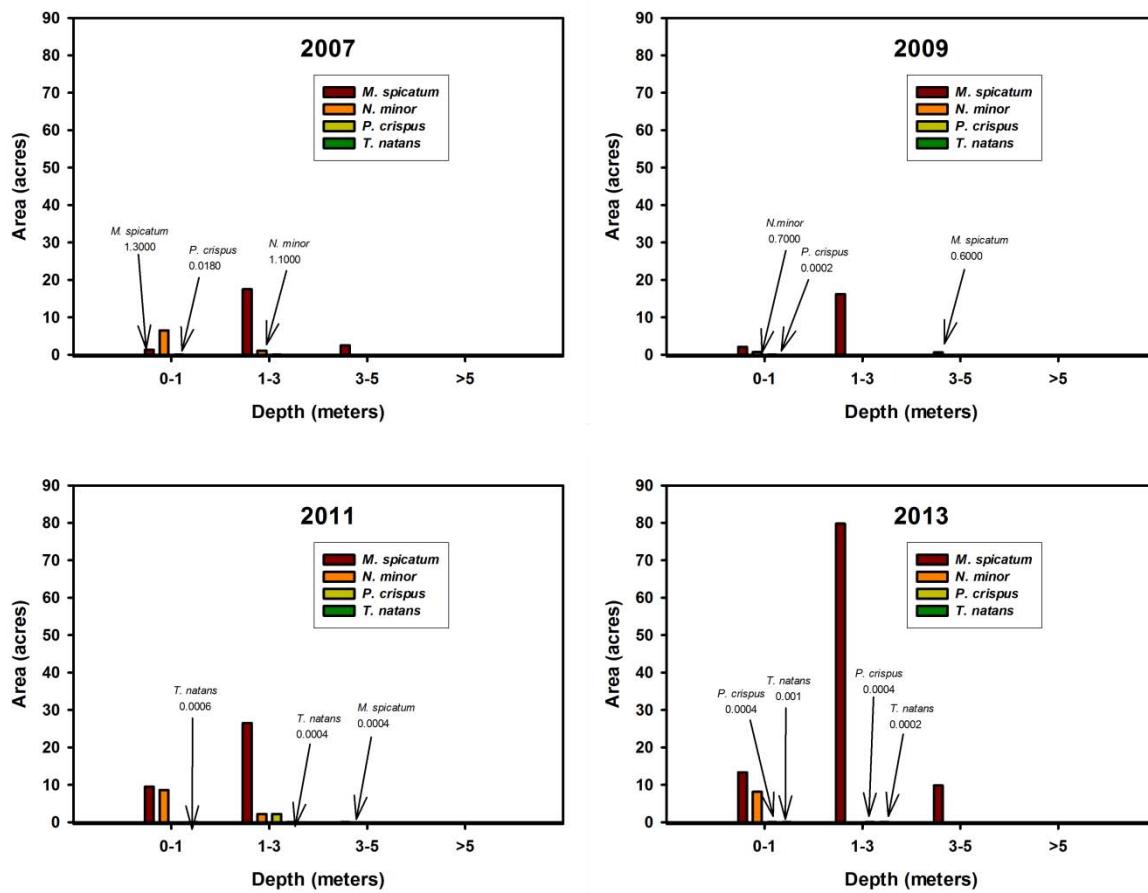 2007
90
80
70
60
50
40
30
20
10
0
Area (acres)
M. spicatum
N. minor
P. crispus
T. natans
M. spicatum
1.3000
P. crispus
0.0180
N. minor
1.1000
0-1 1-3 3-5 >5
Depth (meters)
2009
90
80
70
60
50
40
30
20
10
0
Area (acres)
M. spicatum
N. minor
P. crispus
T. natans
N.minor
0.7000
P. crispus
0.0002
M. spicatum
0.6000
0-1 1-3 3-5 >5
Depth (meters)
2011
90
80
70
60
50
40
30
20
10
0
Area (acres)
M. spicatum
N. minor
P. crispus
T. natans
T. natans
0.0006
T. natans
0.0004
M. spicatum
0.0004
0-1 1-3 3-5 >5
Depth (meters)
2013
90
80
70
60
50
40
30
20
10
0
Area (acres)
M. spicatum
N. minor
P. crispus
T. natans
P. crispus
0.0004
T. natans
0.001
P. crispus
0.0004
T. natans
0.0002
0-1 1-3 3-5 >5
Depth (meters)